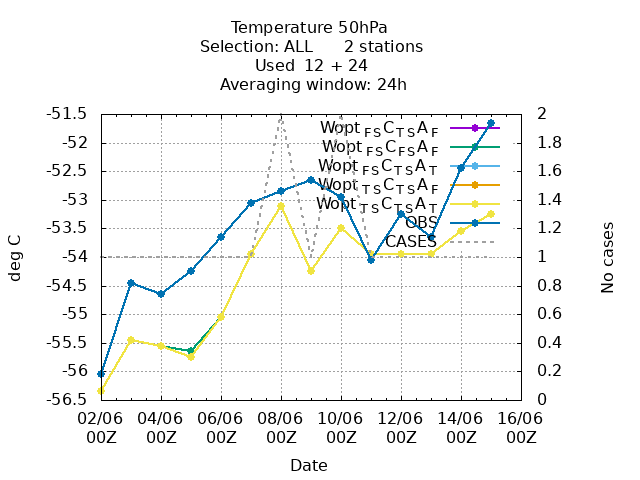 Temperature 50hPa
Selection: ALL      2 stations
Used  12 + 24
Averaging window: 24h
-51.5
-52
-52.5
-53
-53.5
-54
-54.5
-55
-55.5
-56
-56.5
deg C
Wopt FS C TS A F
Wopt FS C FS A F
Wopt FS C TS A T
Wopt TS C TS A F
Wopt TS C TS A T
OBS
CASES
2
1.8
1.6
1.4
1.2
1
0.8
0.6
0.4
0.2
0
No cases
02/06 04/06 06/06 08/06 10/06 12/06 14/06 16/06
00Z 00Z 00Z 00Z 00Z 00Z 00Z 00Z
Date